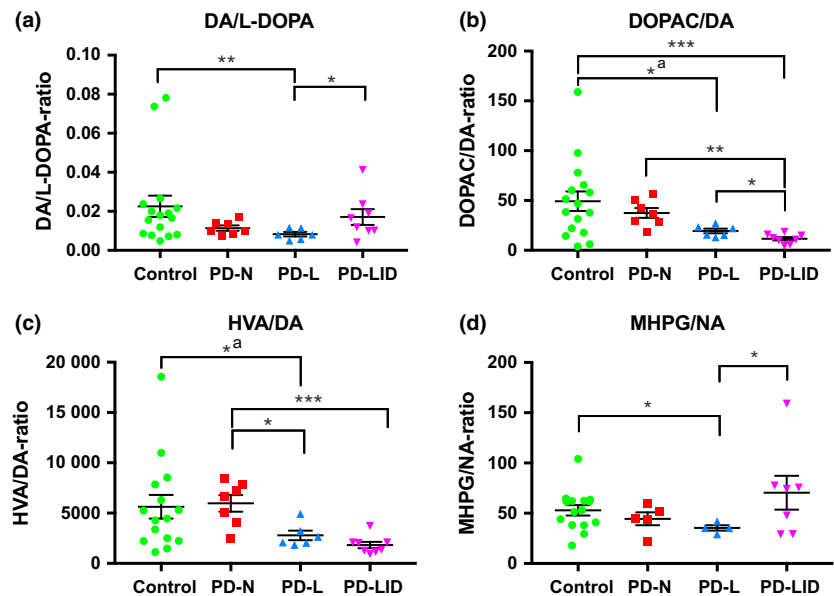 (a) DA/L-DOPA
DA/L-DOPA-ratio
0.10
0.08
0.06
0.04
0.02
0.00
**
*
Control PD-N PD-L PD-LID
(b) DOPAC/DA
DOPAC/DA-ratio
200
150
100
50
0
***
*a
**
*
Control PD-N PD-L PD-LID
(c) HVA/DA
HVA/DA-ratio
20 000
15 000
10 000
5000
0
*a
***
*
Control PD-N PD-L PD-LID
(d) MHPG/NA
MHPG/NA-ratio
200
150
100
50
0
*
*
Control PD-N PD-L PD-LID